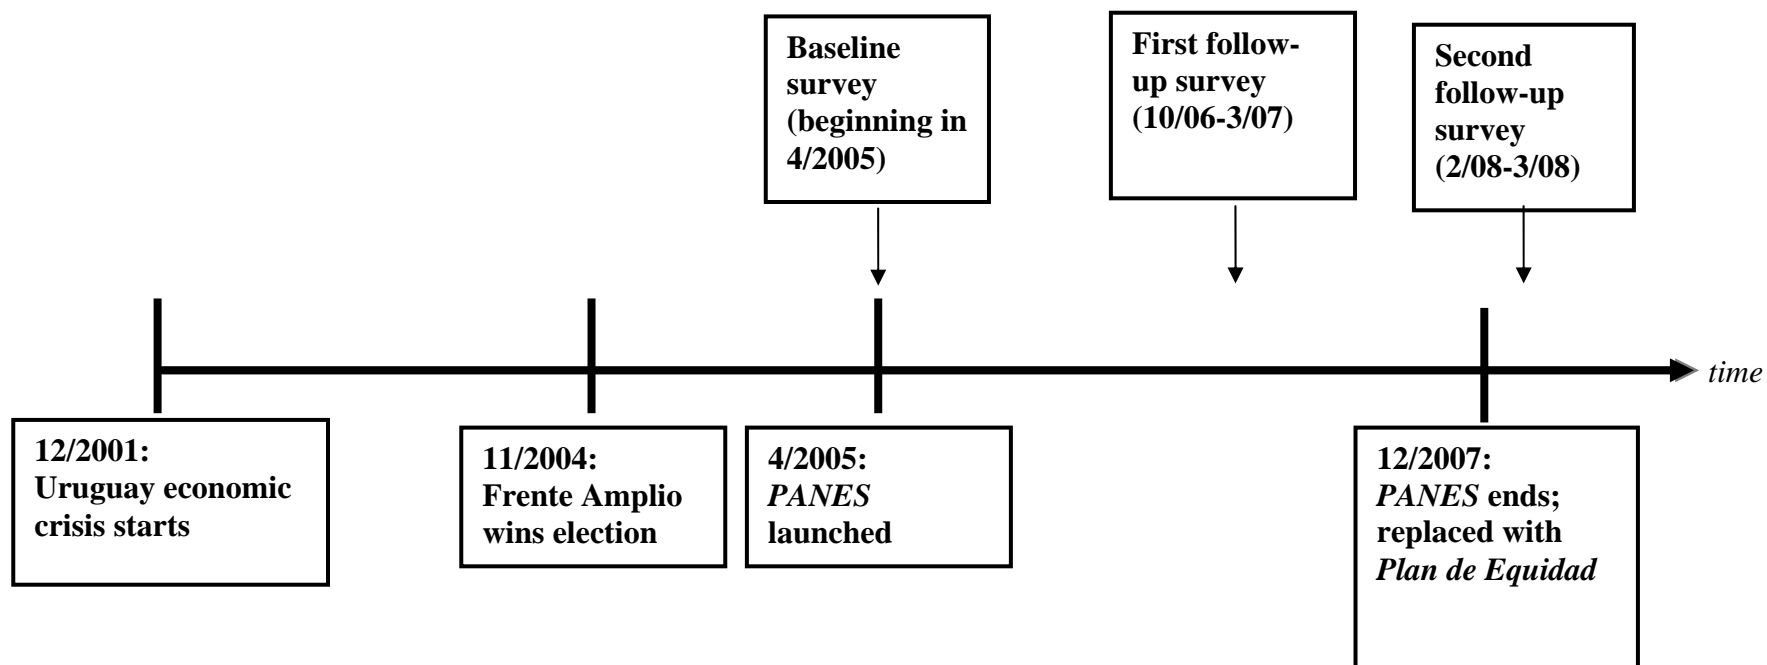 Baseline
survey
(beginning in
4/2005)
First follow-
up survey
(10/06-3/07)
Second
follow-up
survey
(2/08-3/08)
time
12/2001:
Uruguay economic
crisis starts
11/2004:
Frente Amplio
wins election
4/2005:
PANES
launched
12/2007:
PANES ends;
replaced with
Plan de Equidad